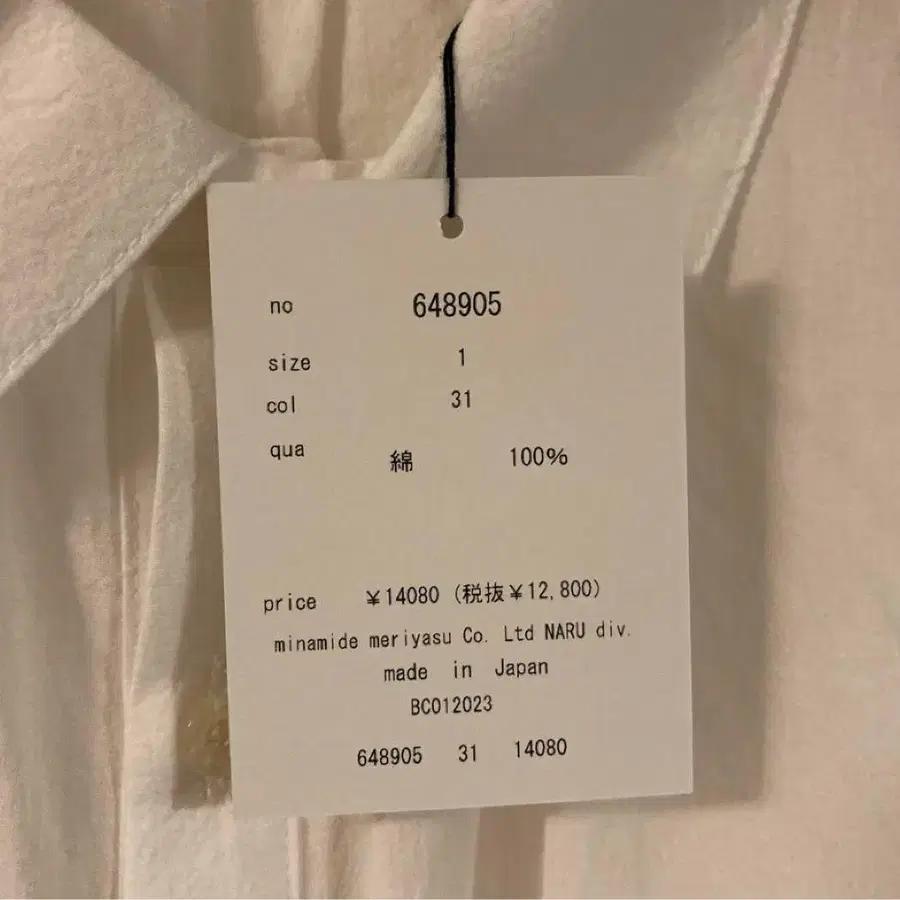 no 648905
size 1
col 31
qua 綿 100%
price ¥14080 (税抜¥12,800)
minamide meriyasu Co. Ltd NARU div.
made in Japan
BC012023
648905 31 14080